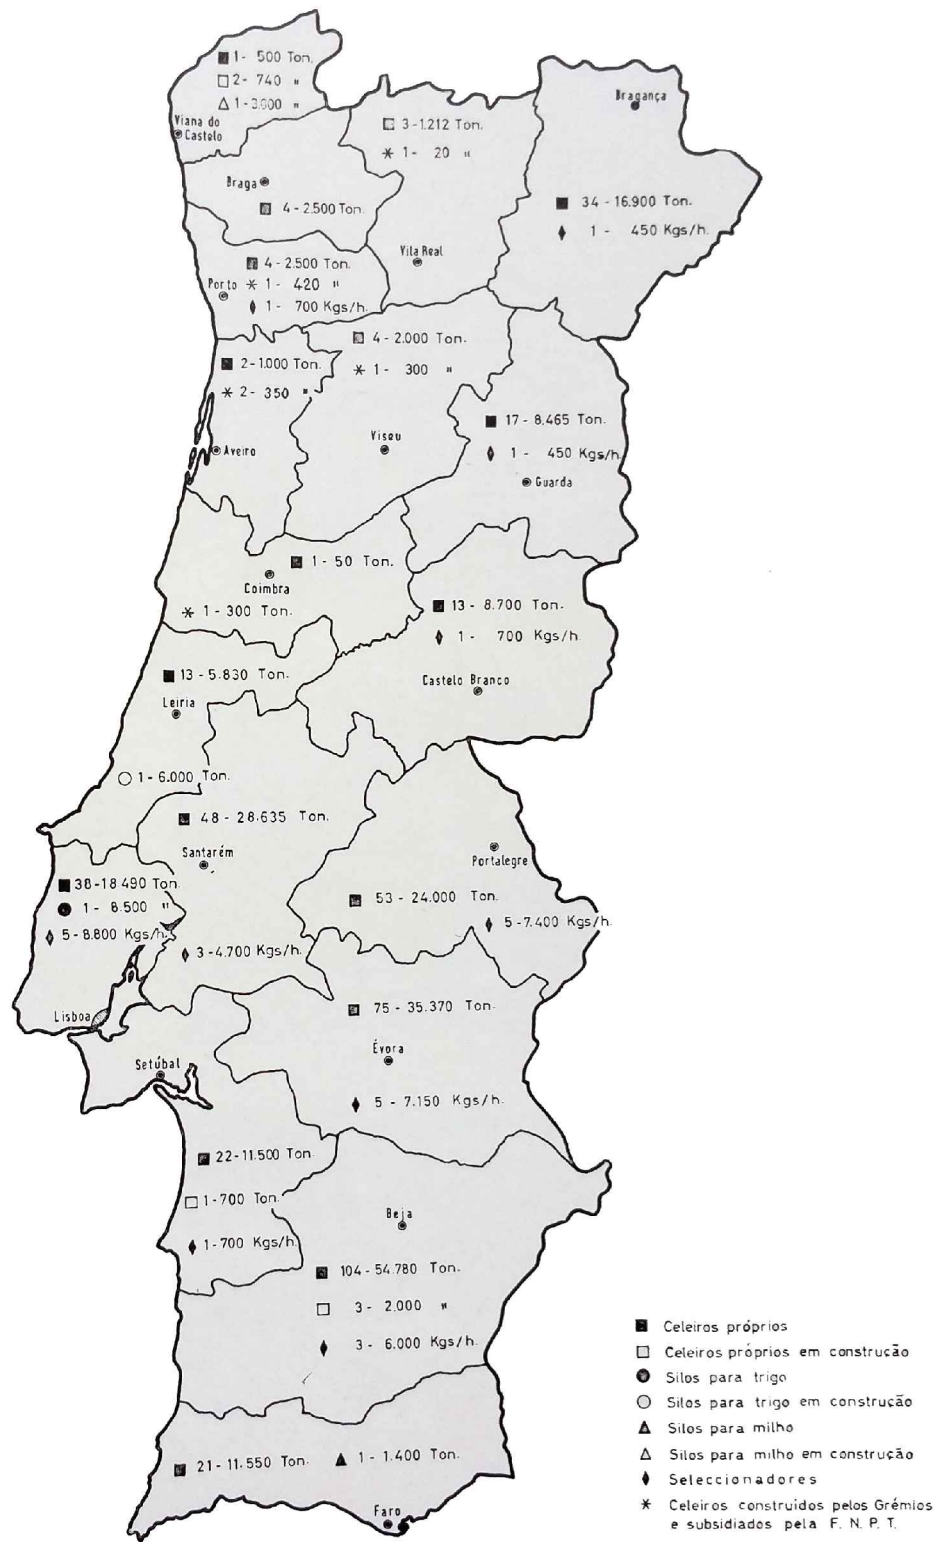 ■ 1 - 500 Ton.
□ 2 - 740 "
△ 1 - 3.600 "
Viana do
Castelo
Bragança
□ 3 - 1.212 Ton.
* 1 - 20 "
Braga
■ 4 - 2.500 Ton.
■ 34 - 16.900 Ton.
♦ 1 - 450 Kgs/h.
Vila Real
■ 4 - 2.500 Ton.
Porto * 1 - 420 "
♦ 1 - 700 Kgs/h.
□ 4 - 2.000 Ton.
* 1 - 300 "
■ 2 - 1.000 Ton.
* 2 - 350 "
■ 17 - 8.465 Ton.
♦ 1 - 450 Kgs/h.
Viseu
Aveiro
Guarda
■ 1 - 50 Ton.
Coimbra
* 1 - 300 Ton.
■ 13 - 8.700 Ton.
♦ 1 - 700 Kgs/h.
Castelo Branco
■ 13 - 5.830 Ton.
Leiria
○ 1 - 6.000 Ton.
■ 48 - 28.635 Ton.
Santarém
Portalegre
■ 38 - 18.490 Ton.
● 1 - 8.500 "
♦ 5 - 8.800 Kgs/h.
■ 53 - 24.000 Ton.
♦ 5 - 7.400 Kgs/h.
♦ 3 - 4.700 Kgs/h.
■ 75 - 35.370 Ton.
Lisboa
Évora
Setúbal
♦ 5 - 7.150 Kgs/h.
■ 22 - 11.500 Ton.
□ 1 - 700 Ton.
♦ 1 - 700 Kgs/h.
Beja
■ 104 - 54.780 Ton.
□ 3 - 2.000 "
♦ 3 - 6.000 Kgs/h.
■ 21 - 11.550 Ton. ▲ 1 - 1.400 Ton.
Faro
■ Celeiros próprios
□ Celeiros próprios em construção
● Silos para trigo
○ Silos para trigo em construção
▲ Silos para milho
△ Silos para milho em construção
♦ Seleccionadores
* Celeiros construidos pelos Grémios
e subsidiados pela F. N. P. T.